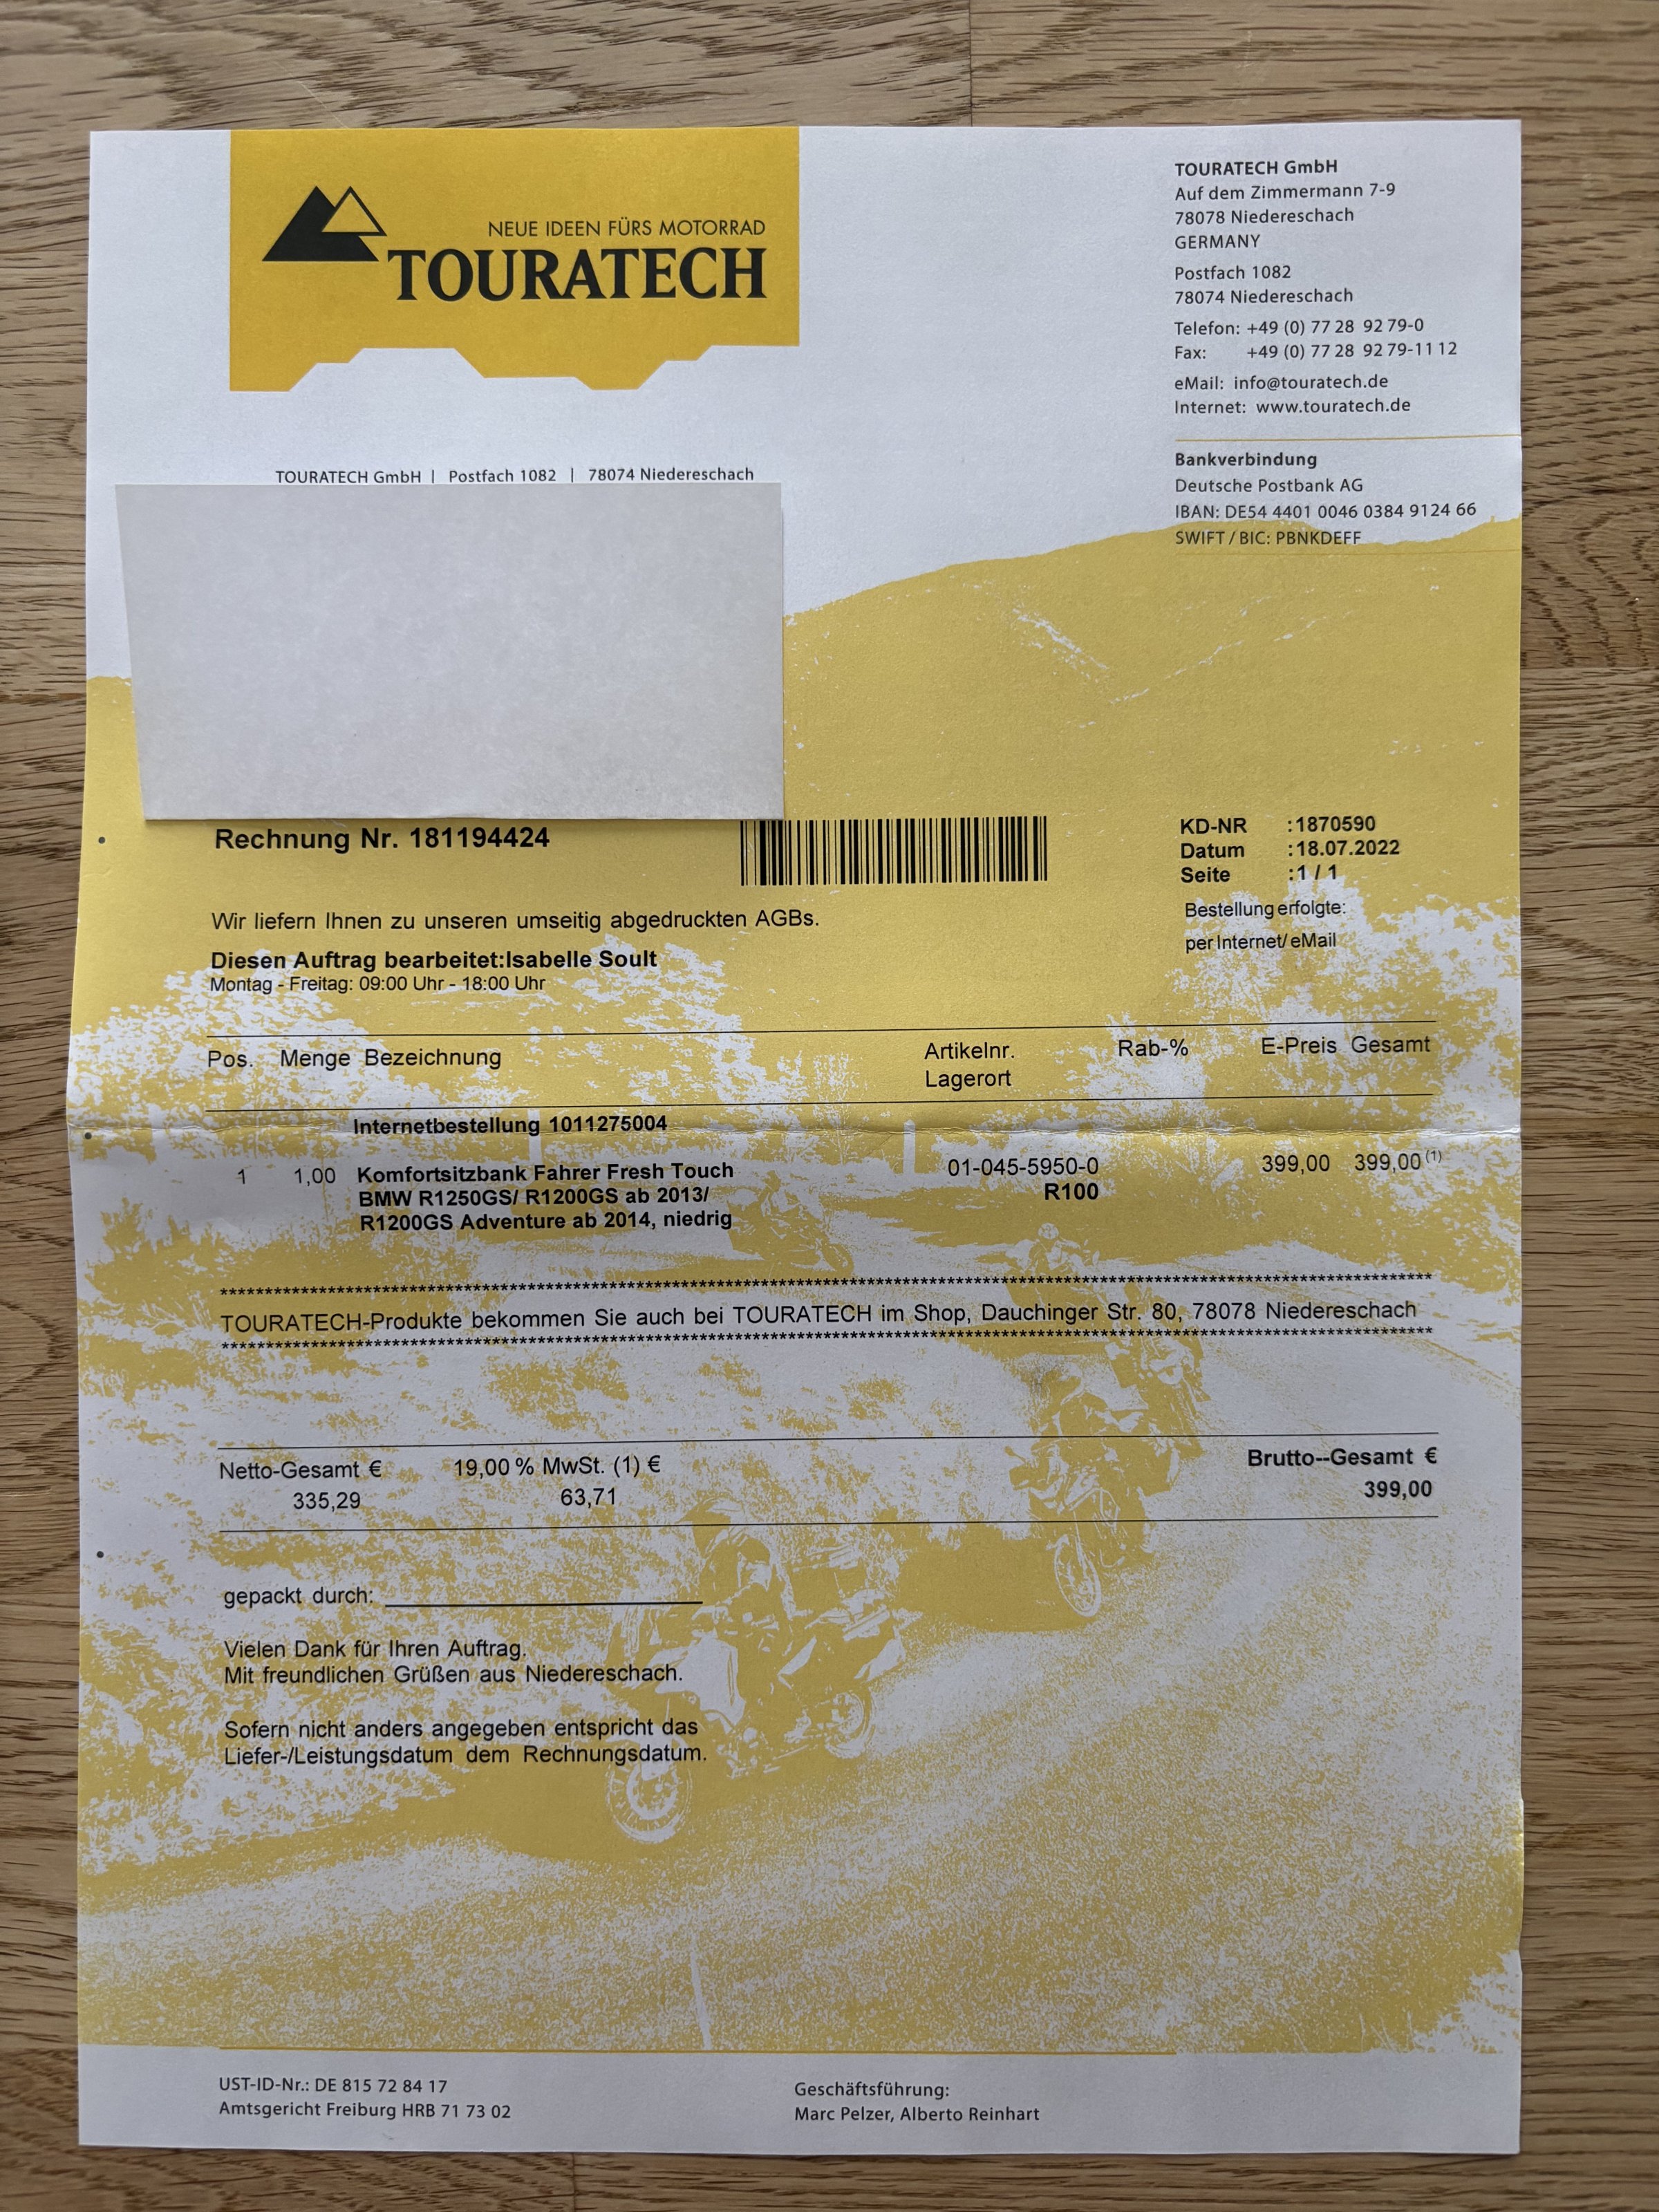 NEUE IDEEN FÜRS MOTORRAD
TOURATECH
TOURATECH GmbH
Auf dem Zimmermann 7-9
78078 Niedereschach
GERMANY
Postfach 1082
78074 Niedereschach
Telefon: +49 (0) 77 28 92 79-0
Fax: +49 (0) 77 28 92 79-11 12
eMail: info@touratech.de
Internet: www.touratech.de
Bankverbindung
Deutsche Postbank AG
IBAN: DE54 4401 0046 0384 9124 66
SWIFT / BIC: PBNKDEFF
TOURATECH GmbH | Postfach 1082 | 78074 Niedereschach
Rechnung Nr. 181194424
KD-NR :1870590
Datum :18.07.2022
Seite :1 / 1
Bestellung erfolgte:
per Internet/ eMail
Wir liefern Ihnen zu unseren umseitig abgedruckten AGBs.
Diesen Auftrag bearbeitet:Isabelle Soult
Montag - Freitag: 09:00 Uhr - 18:00 Uhr
Pos. Menge Bezeichnung Artikelnr. Rab-% E-Preis Gesamt
Lagerort
Internetbestellung 1011275004
1 1,00 Komfortsitzbank Fahrer Fresh Touch 01-045-5950-0 399,00 399,00 (1)
BMW R1250GS/ R1200GS ab 2013/ R100
R1200GS Adventure ab 2014, niedrig
TOURATECH-Produkte bekommen Sie auch bei TOURATECH im Shop, Dauchinger Str. 80, 78078 Niedereschach
Netto-Gesamt € 19,00 % MwSt. (1) € Brutto--Gesamt €
335,29 63,71 399,00
gepackt durch:
Vielen Dank für Ihren Auftrag.
Mit freundlichen Grüßen aus Niedereschach.
Sofern nicht anders angegeben entspricht das
Liefer-/Leistungsdatum dem Rechnungsdatum.
UST-ID-Nr.: DE 815 72 84 17
Amtsgericht Freiburg HRB 71 73 02
Geschäftsführung:
Marc Pelzer, Alberto Reinhart